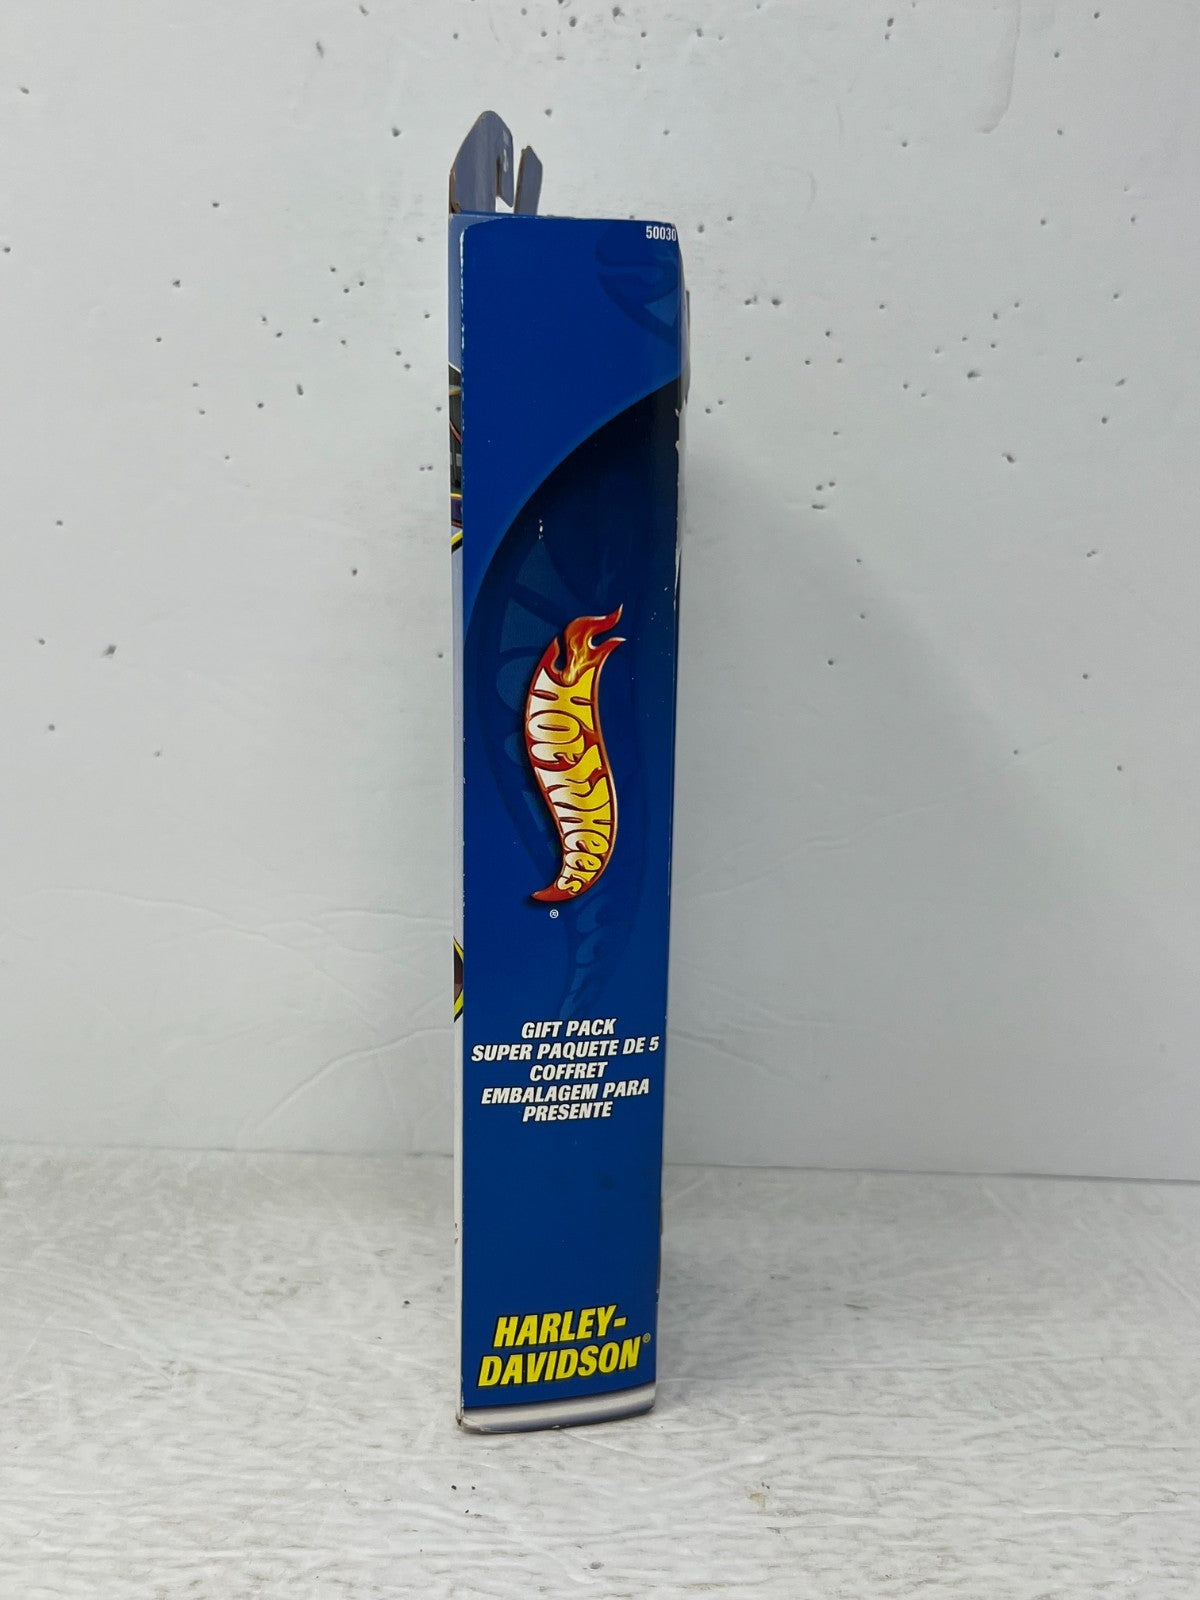 50030
HOT WHEELS
®
GIFT PACK
SUPER PAQUETE DE 5
COFFRET
EMBALAGEM PARA
PRESENTE
HARLEY-
DAVIDSON®